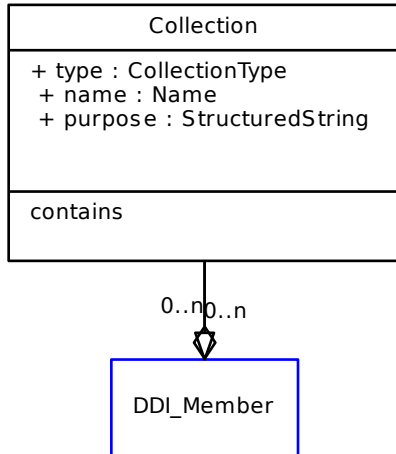 Collection
+ type : CollectionType
+ name : Name
+ purpose : StructuredString
contains
0..n 0..n
DDI_Member